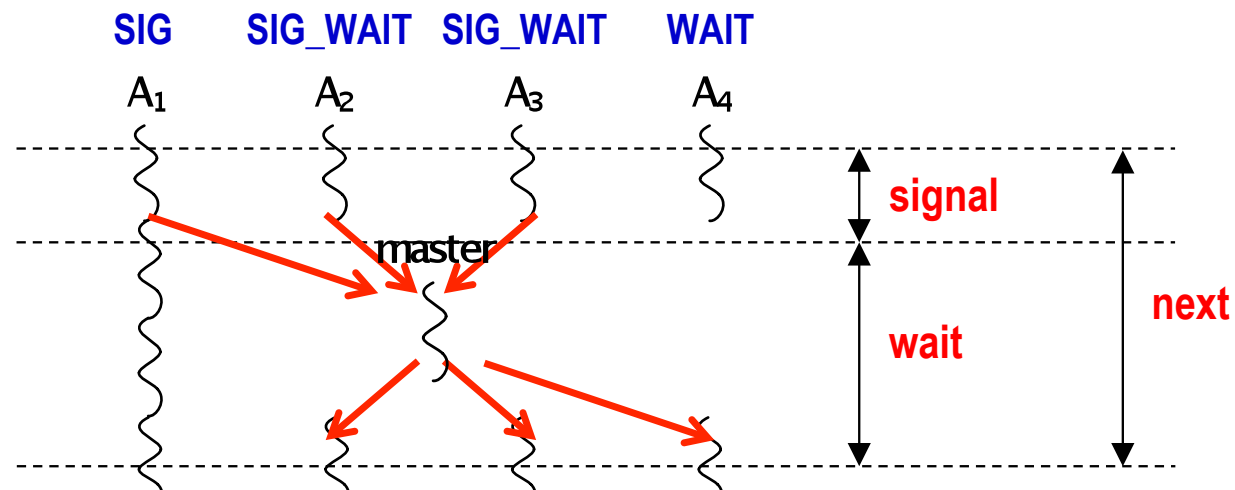 SIG SIG_WAIT SIG_WAIT WAIT
A₁ A₂ A₃ A₄
signal
master
next
wait